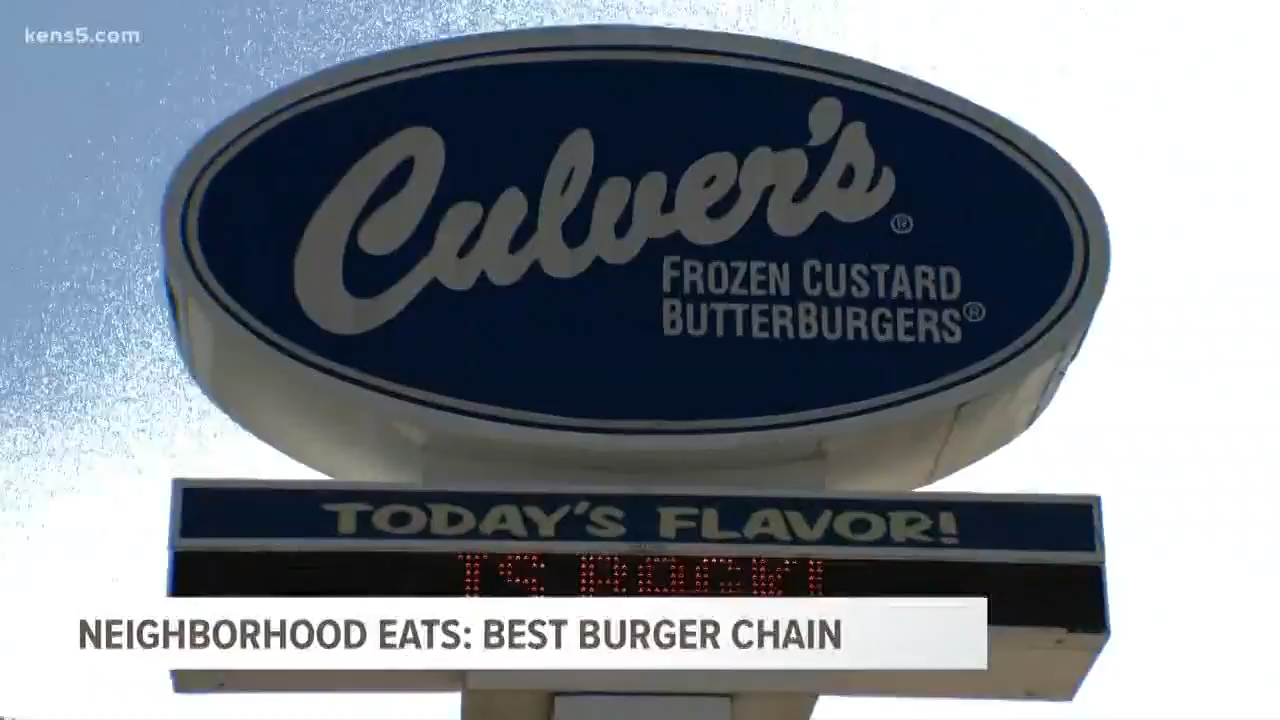 kens5.com
Culver's®
FROZEN CUSTARD
BUTTERBURGERS®
TODAY'S FLAVOR!
NEIGHBORHOOD EATS: BEST BURGER CHAIN